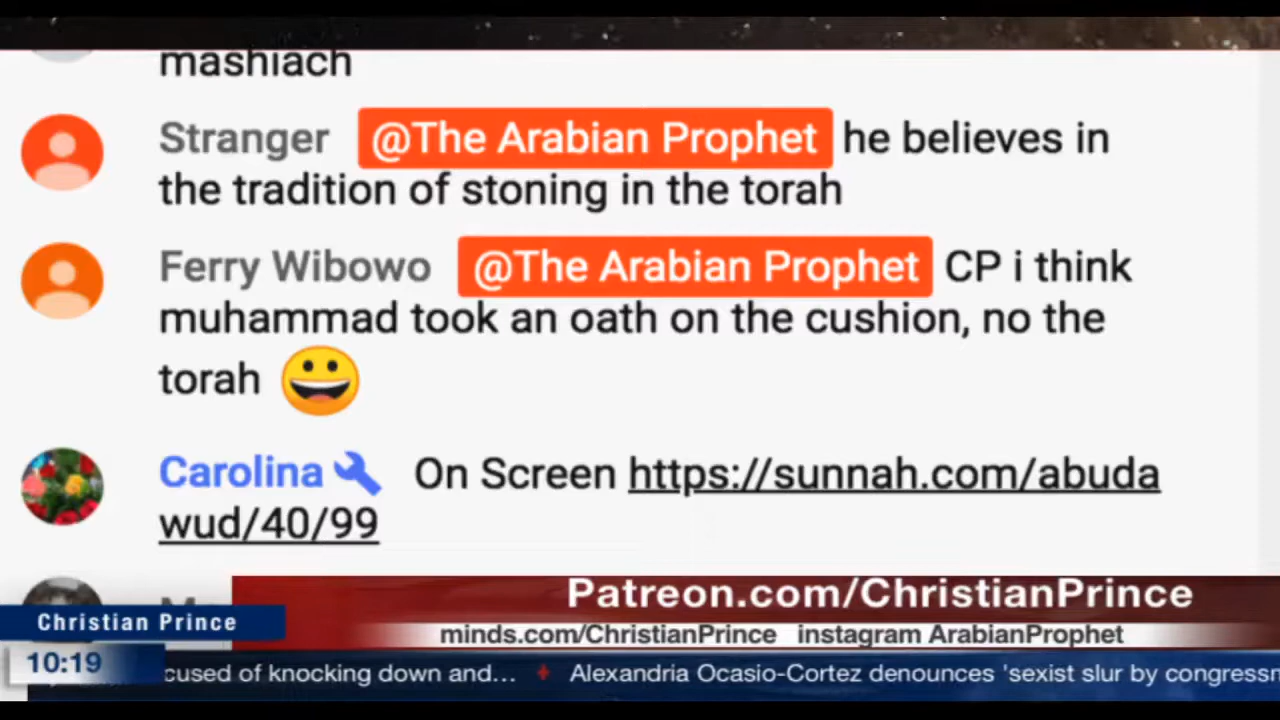 mashiach
Stranger @The Arabian Prophet he believes in
the tradition of stoning in the torah
Ferry Wibowo @The Arabian Prophet CP i think
muhammad took an oath on the cushion, no the
torah
Carolina On Screen https://sunnah.com/abuda
wud/40/99
Patreon.com/ChristianPrince
Christian Prince
minds.com/ChristianPrince instagram ArabianProphet
10:19
cused of knocking down and... Alexandria Ocasio-Cortez denounces 'sexist slur by congressm